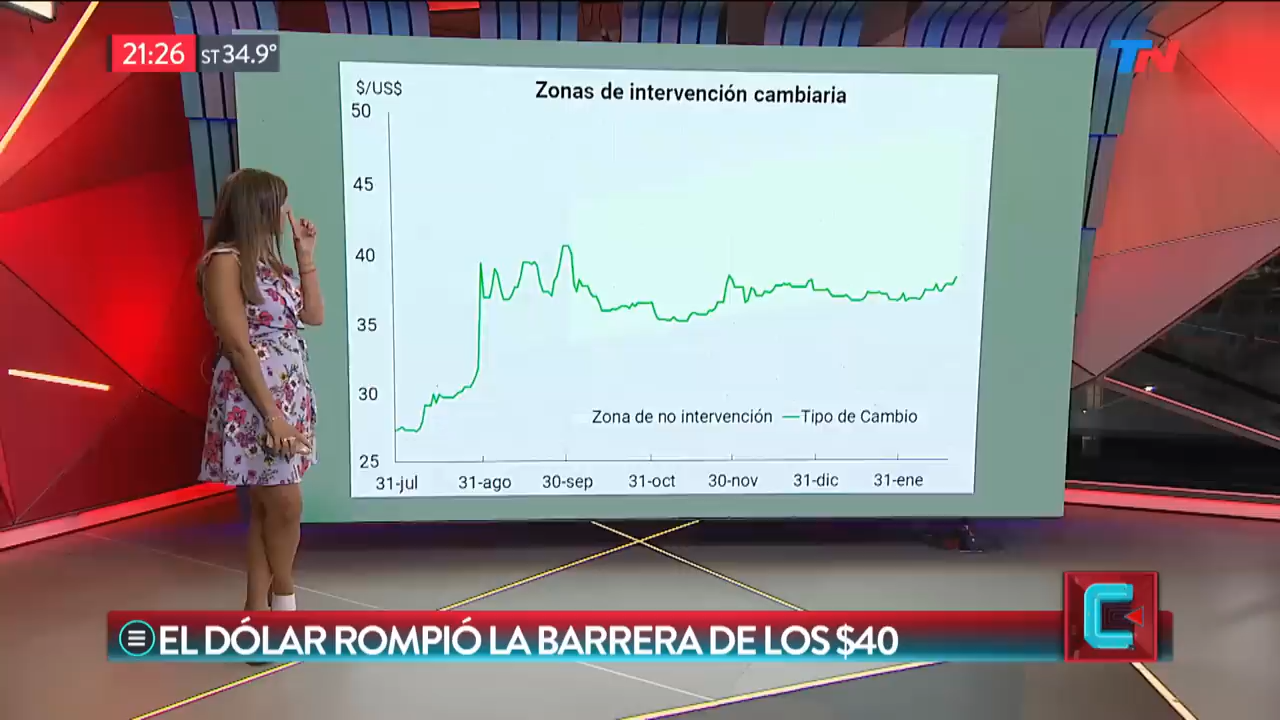 21:26 ST 34.9°
TN
Zonas de intervención cambiaria
$/US$
50
45
40
35
30
25
Zona de no intervención
Tipo de Cambio
31-jul 31-ago 30-sep 31-oct 30-nov 31-dic 31-ene
EL DÓLAR ROMPIÓ LA BARRERA DE LOS $40
C